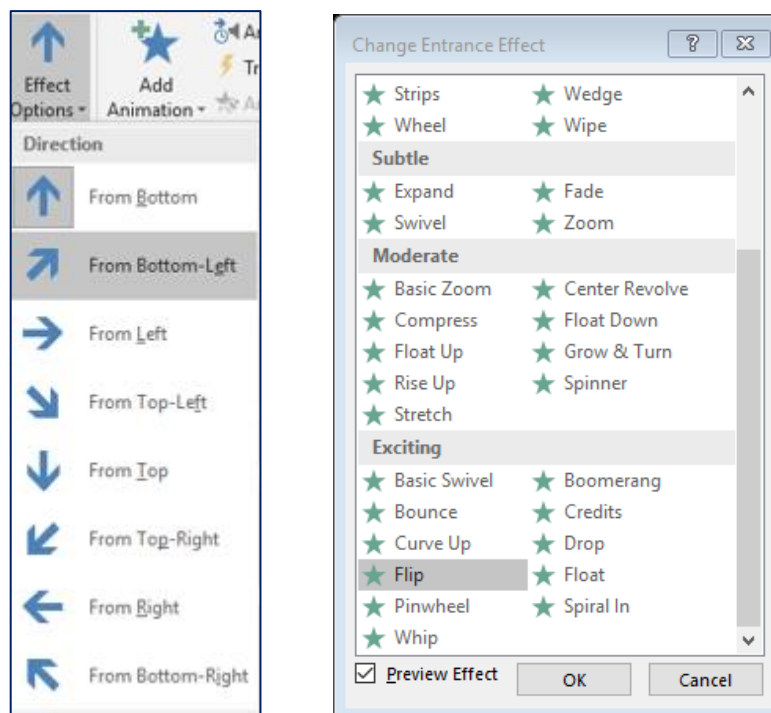 Effect Options
Add Animation
Tr
Direction
From Bottom
From Bottom-Left
From Left
From Top-Left
From Top
From Top-Right
From Right
From Bottom-Right
Change Entrance Effect
?
Strips Wedge
Wheel Wipe
Subtle
Expand Fade
Swivel Zoom
Moderate
Basic Zoom Center Revolve
Compress Float Down
Float Up Grow & Turn
Rise Up Spinner
Stretch
Exciting
Basic Swivel Boomerang
Bounce Credits
Curve Up Drop
Flip Float
Pinwheel Spiral In
Whip
Preview Effect OK Cancel